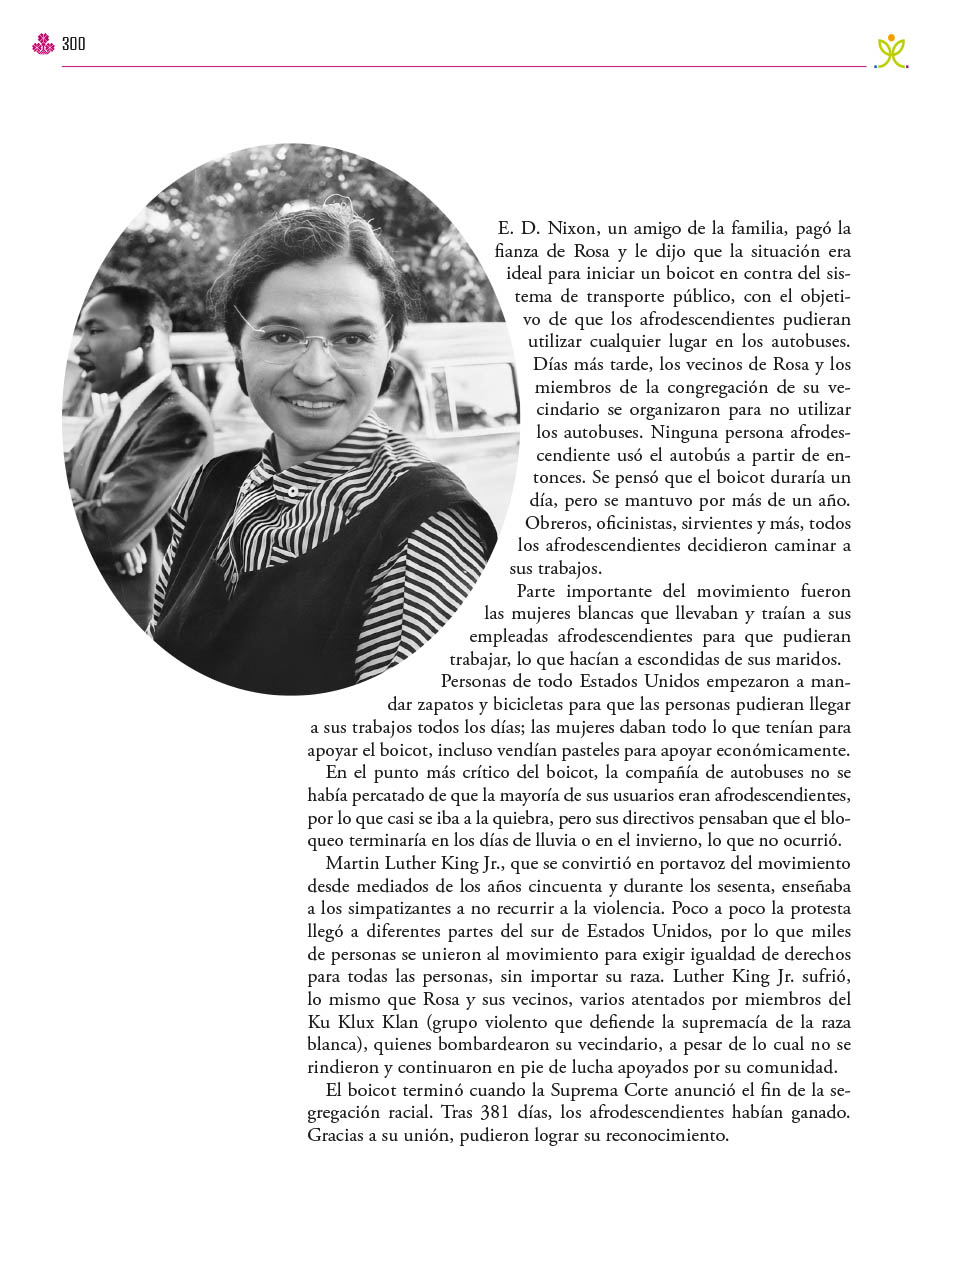 300
E. D. Nixon, un amigo de la familia, pagó la
fianza de Rosa y le dijo que la situación era
ideal para iniciar un boicot en contra del sis-
tema de transporte público, con el objeti-
vo de que los afrodescendientes pudieran
utilizar cualquier lugar en los autobuses.
Días más tarde, los vecinos de Rosa y los
miembros de la congregación de su ve-
cindario se organizaron para no utilizar
los autobuses. Ninguna persona afrodes-
cendiente usó el autobús a partir de en-
tonces. Se pensó que el boicot duraría un
día, pero se mantuvo por más de un año.
Obreros, oficinistas, sirvientes y más, todos
los afrodescendientes decidieron caminar a
sus trabajos.
Parte importante del movimiento fueron
las mujeres blancas que llevaban y traían a sus
empleadas afrodescendientes para que pudieran
trabajar, lo que hacían a escondidas de sus maridos.
Personas de todo Estados Unidos empezaron a man-
dar zapatos y bicicletas para que las personas pudieran llegar
a sus trabajos todos los días; las mujeres daban todo lo que tenían para
apoyar el boicot, incluso vendían pasteles para apoyar económicamente.
En el punto más crítico del boicot, la compañía de autobuses no se
había percatado de que la mayoría de sus usuarios eran afrodescendientes,
por lo que casi se iba a la quiebra, pero sus directivos pensaban que el blo-
queo terminaría en los días de lluvia o en el invierno, lo que no ocurrió.
Martin Luther King Jr., que se convirtió en portavoz del movimiento
desde mediados de los años cincuenta y durante los sesenta, enseñaba
a los simpatizantes a no recurrir a la violencia. Poco a poco la protesta
llegó a diferentes partes del sur de Estados Unidos, por lo que miles
de personas se unieron al movimiento para exigir igualdad de derechos
para todas las personas, sin importar su raza. Luther King Jr. sufrió,
lo mismo que Rosa y sus vecinos, varios atentados por miembros del
Ku Klux Klan (grupo violento que defiende la supremacía de la raza
blanca), quienes bombardearon su vecindario, a pesar de lo cual no se
rindieron y continuaron en pie de lucha apoyados por su comunidad.
El boicot terminó cuando la Suprema Corte anunció el fin de la se-
gregación racial. Tras 381 días, los afrodescendientes habían ganado.
Gracias a su unión, pudieron lograr su reconocimiento.